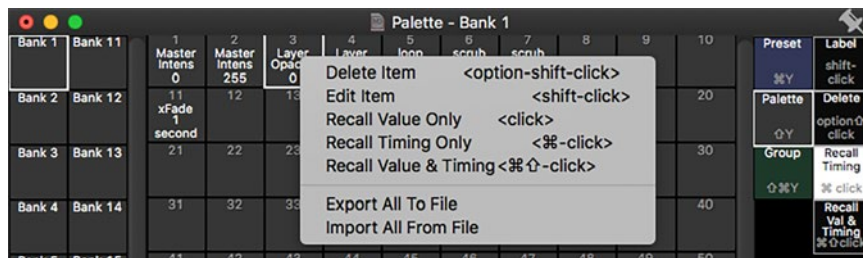 Palette - Bank 1
Bank 1 Bank 11 1 2 3 4 5 6 7 8 9 10 Preset Label
Master Intens 0
Master Intens 255
Layer Opac 0
Layer
loop
scrub
scrub
⌘Y
shift-click
Delete Item <option-shift-click>
Edit Item <shift-click>
Recall Value Only <click>
Recall Timing Only <⌘-click>
Recall Value & Timing<⌘⇧-click>
Export All To File
Import All From File
Bank 2 Bank 12 11 12 13 20 Palette Delete
xFade
1
second
⇧Y
option⇧
click
Bank 3 Bank 13 21 22 23 30 Group Recall
Timing
⇧⌘Y
⌘ click
Bank 4 Bank 14 31 32 33 40 Recall
Val &
Timing
⌘⇧click